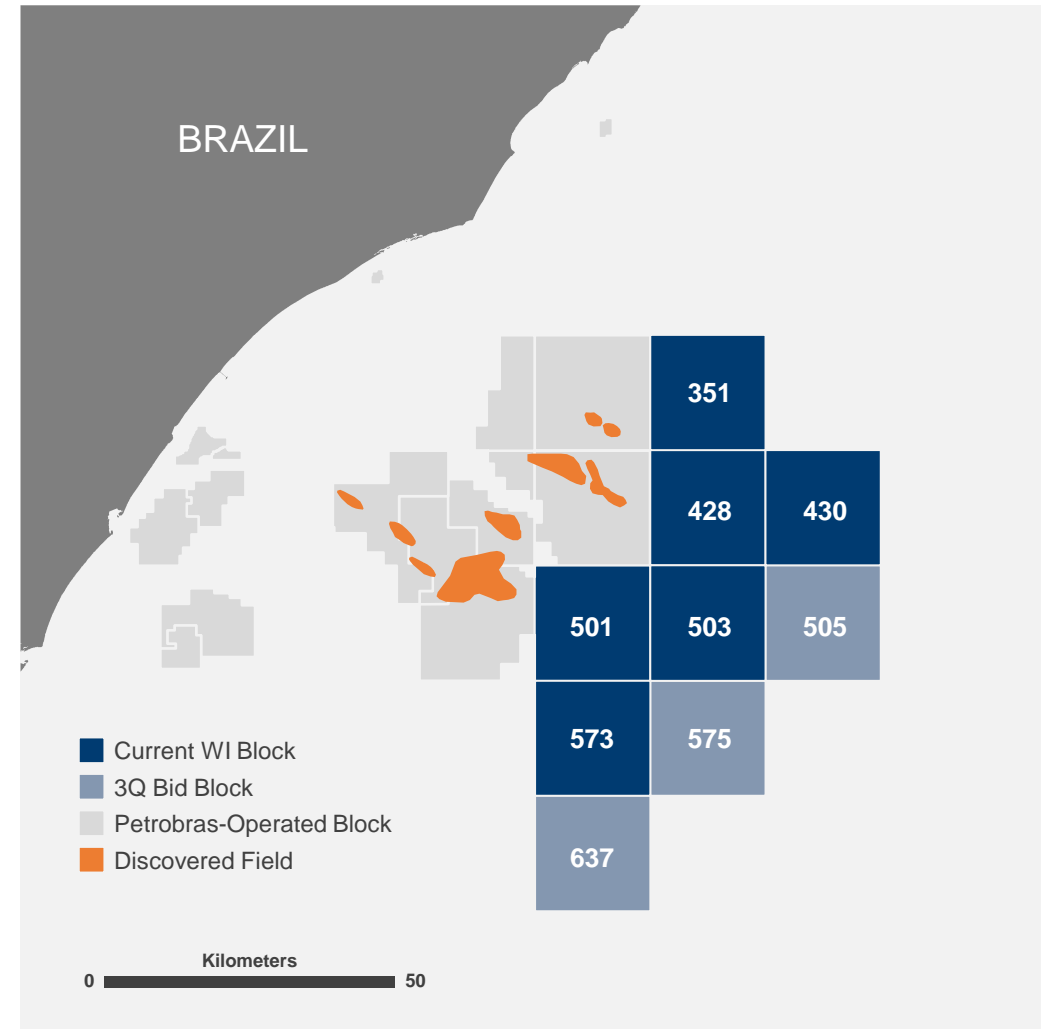 BRAZIL
351
428 430
501 503 505
573 575
637
Current WI Block
3Q Bid Block
Petrobras-Operated Block
Discovered Field
Kilometers
0 50